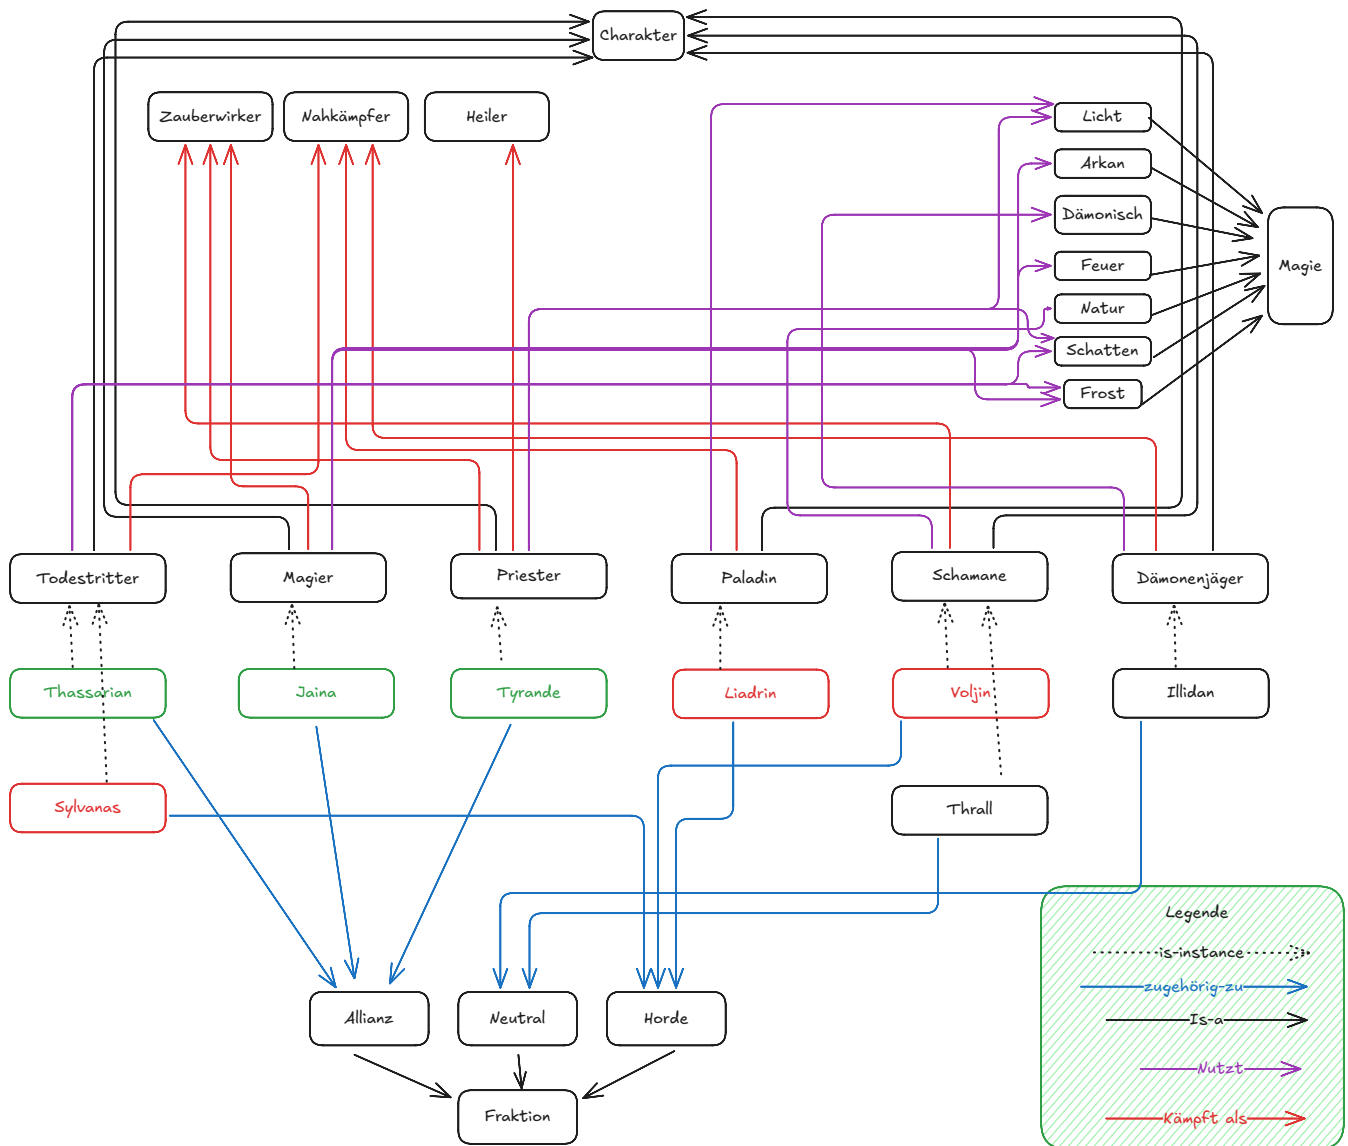 Charakter
Zauberwirker
Nahkämpfer
Heiler
Licht
Arkan
Dämonisch
Feuer
Natur
Schatten
Frost
Magie
Todestritter
Magier
Priester
Paladin
Schamane
Dämonenjäger
Thassarian
Jaina
Tyrande
Liadrin
Voljin
Illidan
Sylvanas
Thrall
Allianz
Neutral
Horde
Fraktion
Legende
is-instance
zugehörig-zu
Is-a
Nutzt
Kämpft als